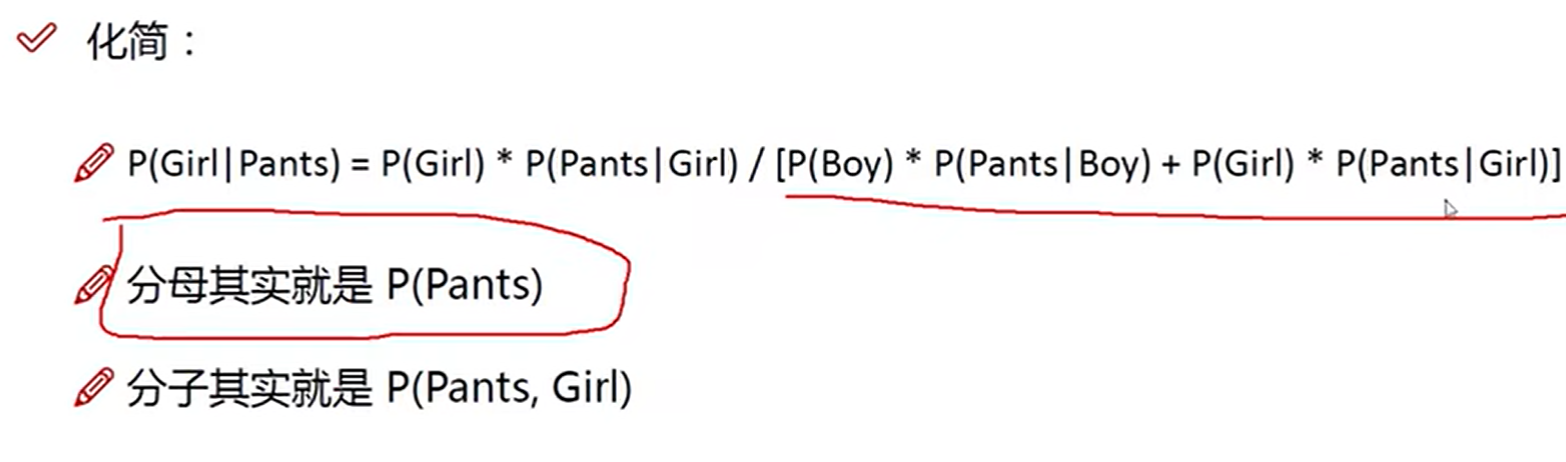 化简：
P(Girl|Pants) = P(Girl) * P(Pants|Girl) / [P(Boy) * P(Pants|Boy) + P(Girl) * P(Pants|Girl)]
分母其实就是 P(Pants)
分子其实就是 P(Pants, Girl)